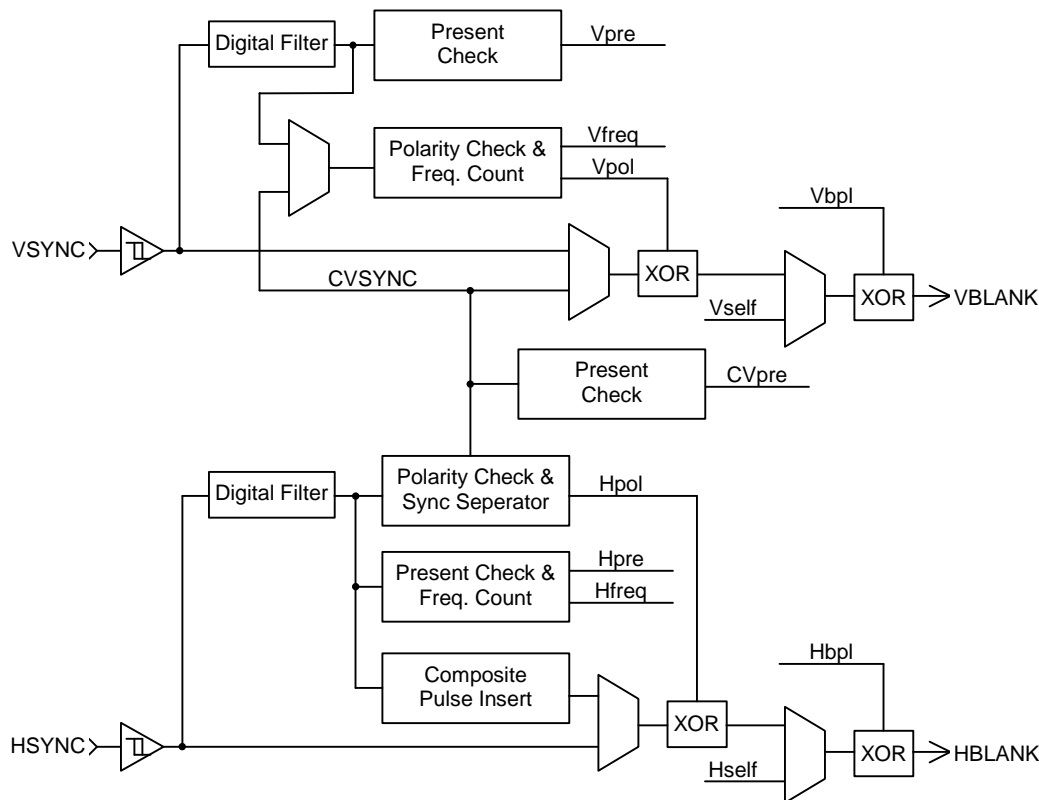 Digital Filter
Present
Check
Vpre
Polarity Check &
Freq. Count
Vfreq
Vpol
Vbpl
VSYNC
CVSYNC
XOR
Vself
XOR
VBLANK
Present
Check
CVpre
Digital Filter
Polarity Check &
Sync Seperator
Hpol
Present Check &
Freq. Count
Hpre
Hfreq
Composite
Pulse Insert
Hbpl
HSYNC
XOR
Hself
XOR
HBLANK